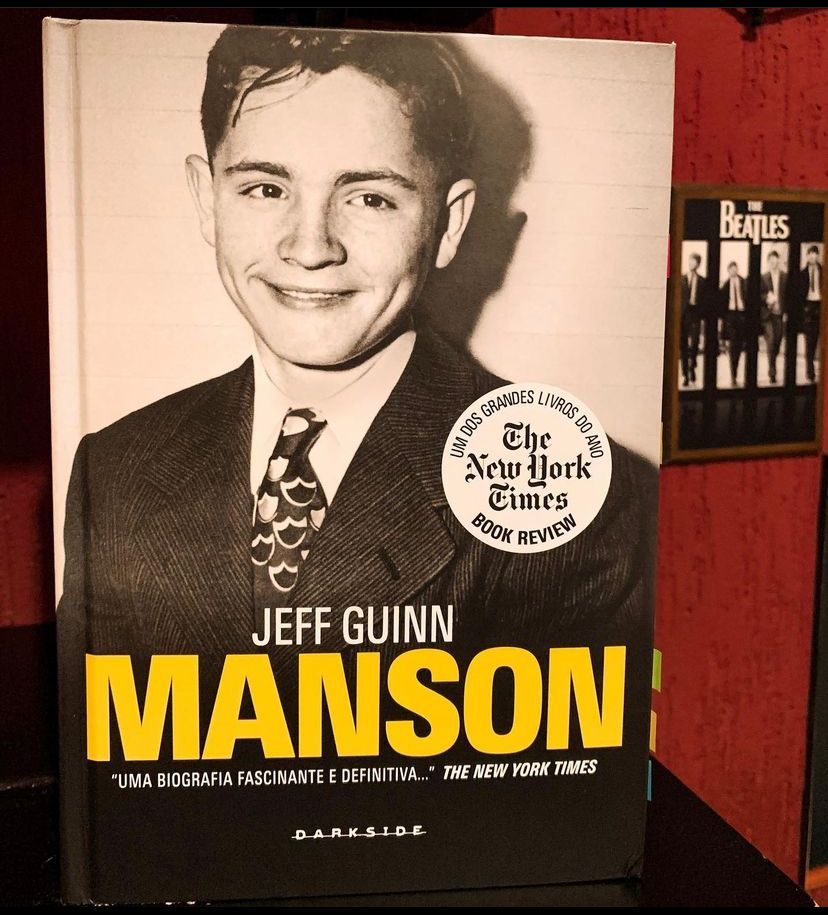 THE
BEATLES
UM DOS GRANDES LIVROS DO ANO
The
New York
Times
BOOK REVIEW
JEFF GUINN
MANSON
"UMA BIOGRAFIA FASCINANTE E DEFINITIVA..." THE NEW YORK TIMES
DARKSIDE